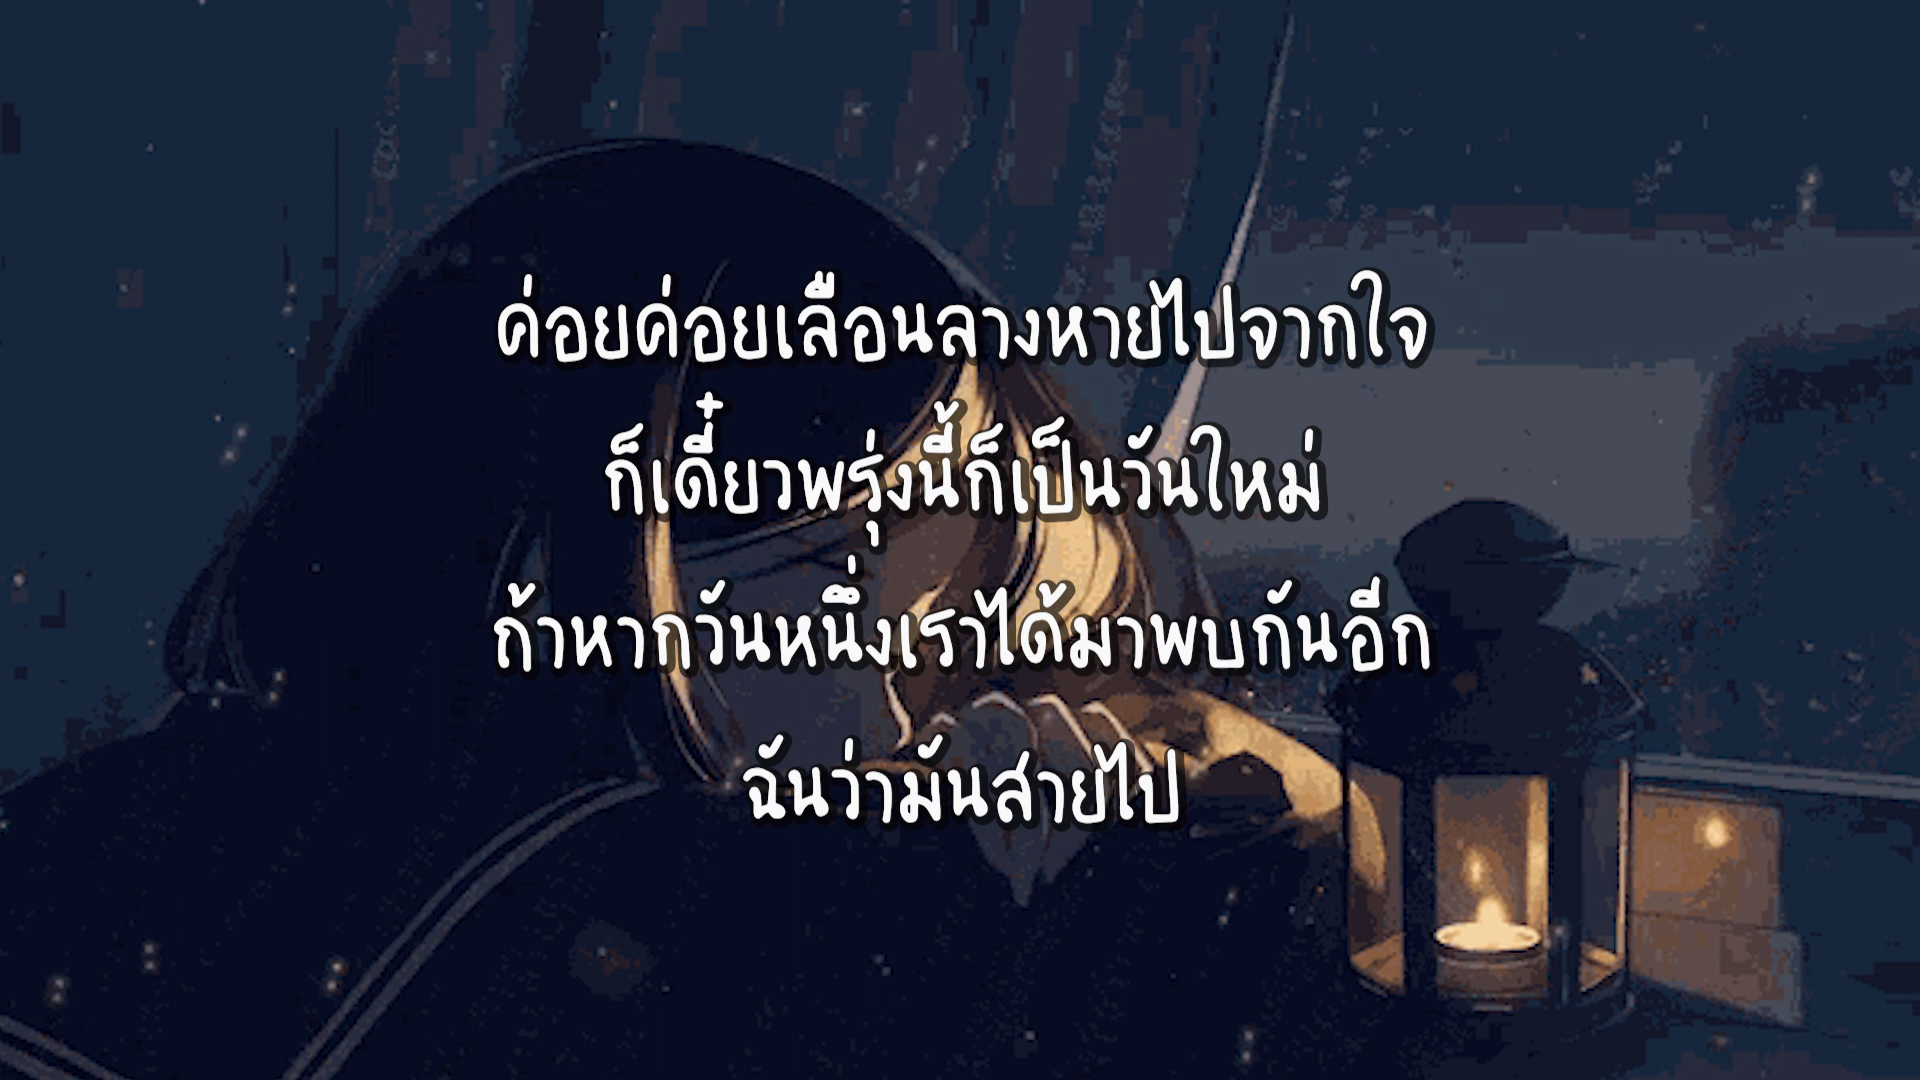 ค่อยค่อยเลือนลางหายไปจากใจ
ก็เดี๋ยวพรุ่งนี้ก็เป็นวันใหม่
ถ้าหากวันหนึ่งเราได้มาพบกันอีก
ฉันว่ามันสายไป